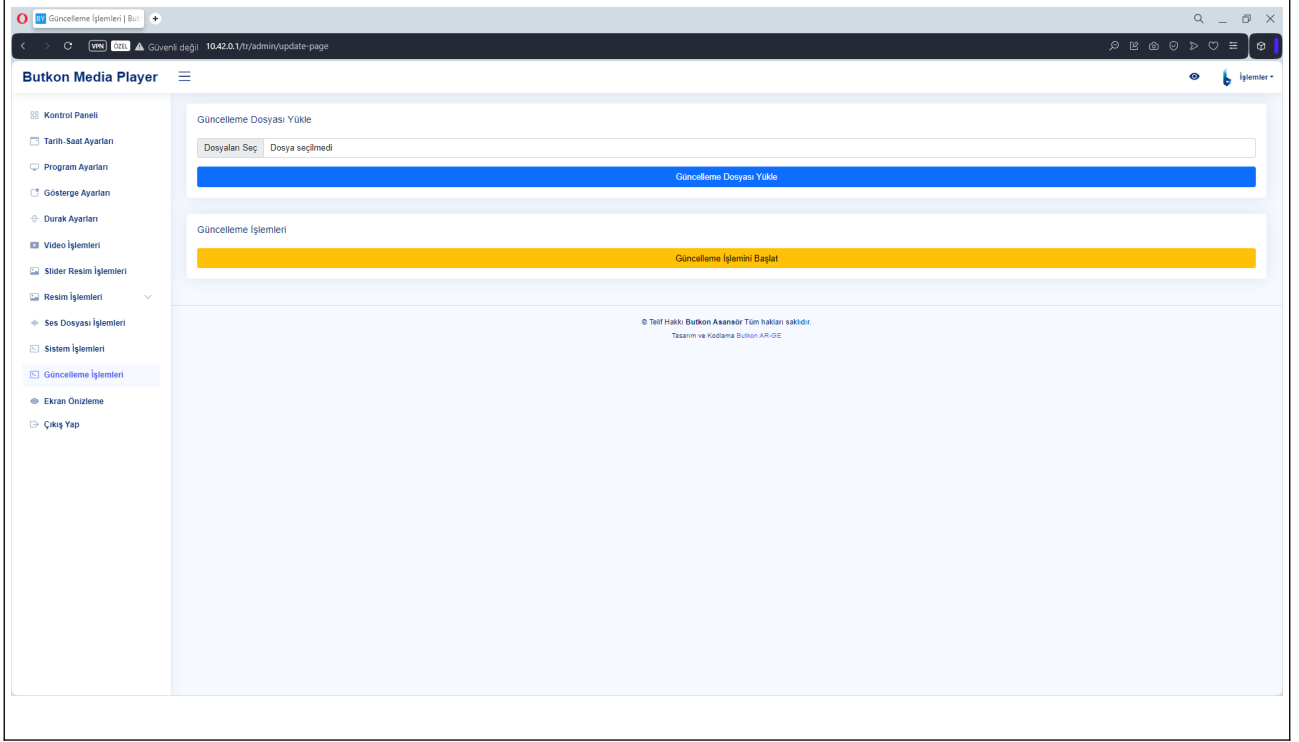 BY Güncelleme İşlemleri | But
VPN ÖZEL Güvenli değil 10.42.0.1/tr/admin/update-page
Butkon Media Player
İşlemler
Kontrol Paneli
Tarih-Saat Ayarları
Program Ayarları
Gösterge Ayarları
Durak Ayarları
Video İşlemleri
Slider Resim İşlemleri
Resim İşlemleri
Ses Dosyası İşlemleri
Sistem İşlemleri
Güncelleme İşlemleri
Ekran Önizleme
Çıkış Yap
Güncelleme Dosyası Yükle
Dosyaları Seç Dosya seçilmedi
Güncelleme Dosyası Yükle
Güncelleme İşlemleri
Güncelleme İşlemini Başlat
© Telif Hakkı Butkon Asansör Tüm hakları saklıdır.
Tasarım ve Kodlama Butkon AR-GE